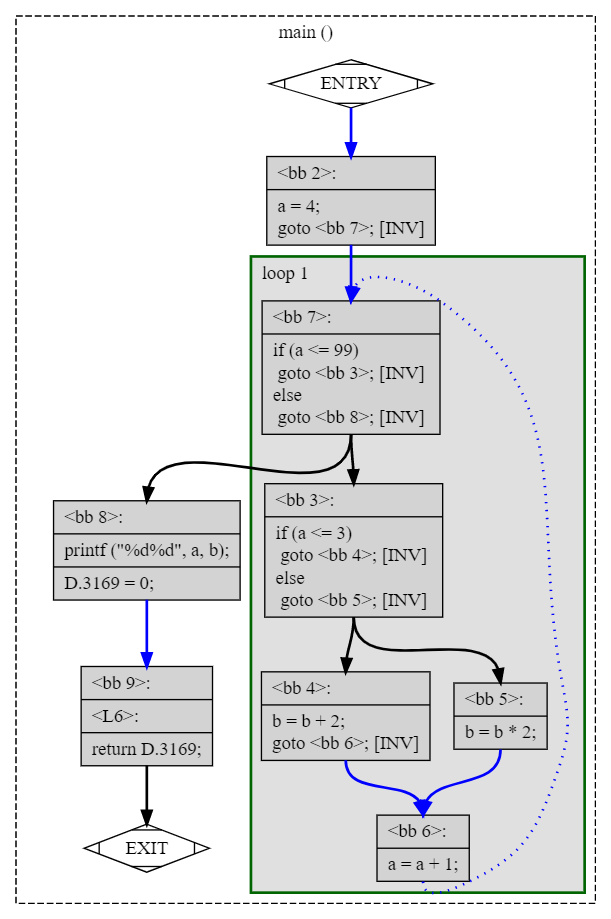 main ()
ENTRY
<bb 2>:
a = 4;
goto <bb 7>; [INV]
loop 1
<bb 7>:
if (a <= 99)
goto <bb 3>; [INV]
else
goto <bb 8>; [INV]
<bb 8>:
printf ("%d%d", a, b);
D.3169 = 0;
<bb 3>:
if (a <= 3)
goto <bb 4>; [INV]
else
goto <bb 5>; [INV]
<bb 9>:
<L6>:
return D.3169;
<bb 4>:
b = b + 2;
goto <bb 6>; [INV]
<bb 5>:
b = b * 2;
<bb 6>:
a = a + 1;
EXIT